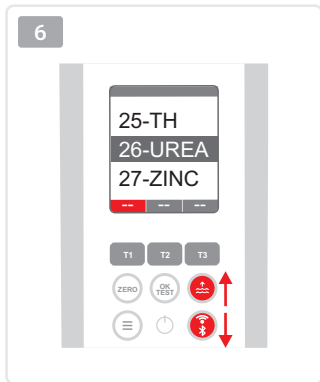 6
25-TH
26-UREA
27-ZINC
-- -- --
T1 T2 T3
ZERO OK TEST